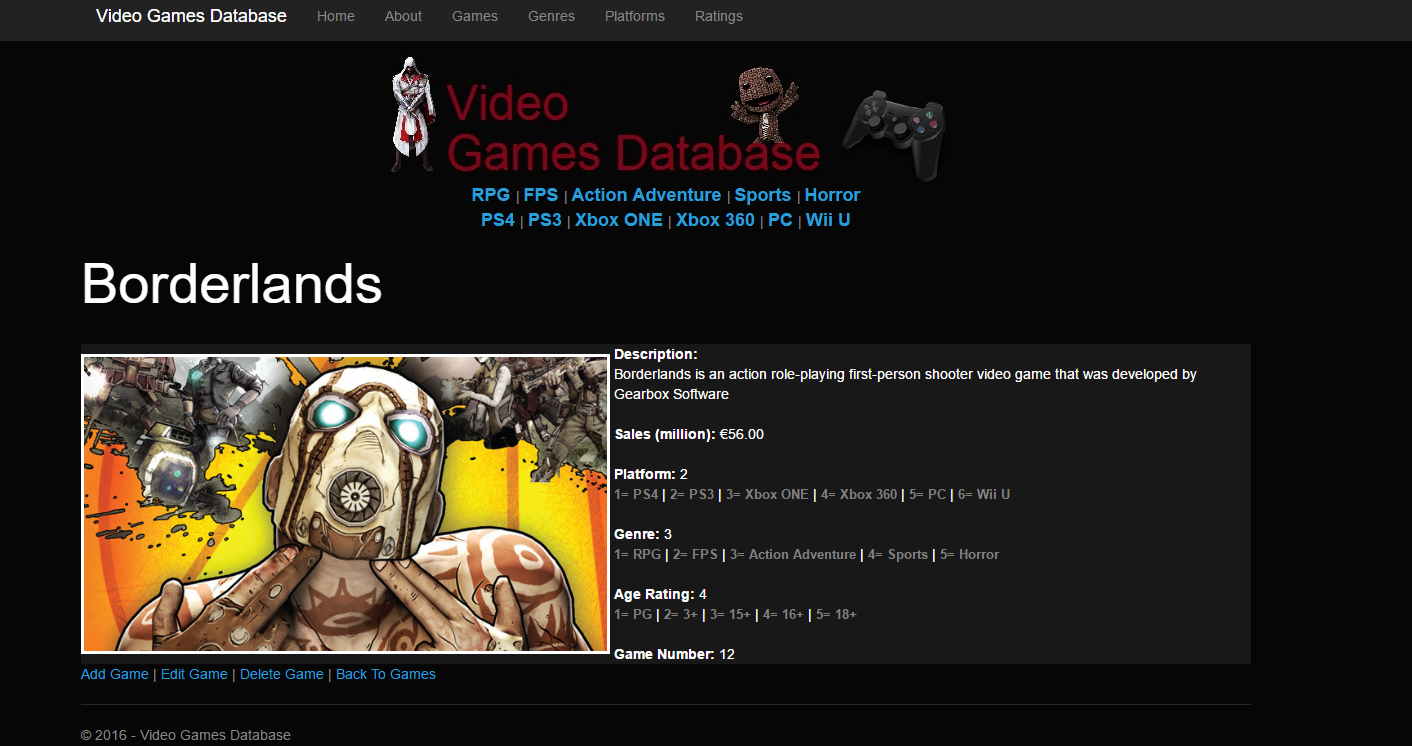 Video Games Database Home About Games Genres Platforms Ratings
Video
Games Database
RPG | FPS | Action Adventure | Sports | Horror
PS4 | PS3 | Xbox ONE | Xbox 360 | PC | Wii U
Borderlands
Description:
Borderlands is an action role-playing first-person shooter video game that was developed by
Gearbox Software
Sales (million): €56.00
Platform: 2
1= PS4 | 2= PS3 | 3= Xbox ONE | 4= Xbox 360 | 5= PC | 6= Wii U
Genre: 3
1= RPG | 2= FPS | 3= Action Adventure | 4= Sports | 5= Horror
Age Rating: 4
1= PG | 2= 3+ | 3= 15+ | 4= 16+ | 5= 18+
Game Number: 12
Add Game | Edit Game | Delete Game | Back To Games
© 2016 - Video Games Database